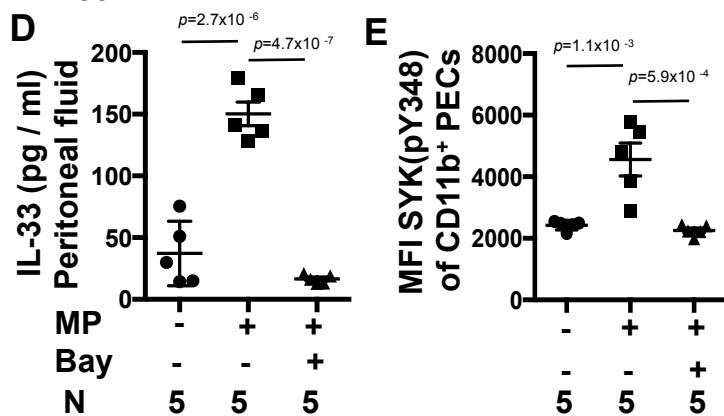 D
p=2.7x10 -6
p=4.7x10 -7
IL-33 (pg / ml)
Peritoneal fluid
200
150
100
50
0
MP - + +
Bay - - +
N 5 5 5
E
p=1.1x10 -3
p=5.9x10 -4
MFI SYK(pY348)
of CD11b+ PECs
8000
6000
4000
2000
0
- + +
- - +
5 5 5